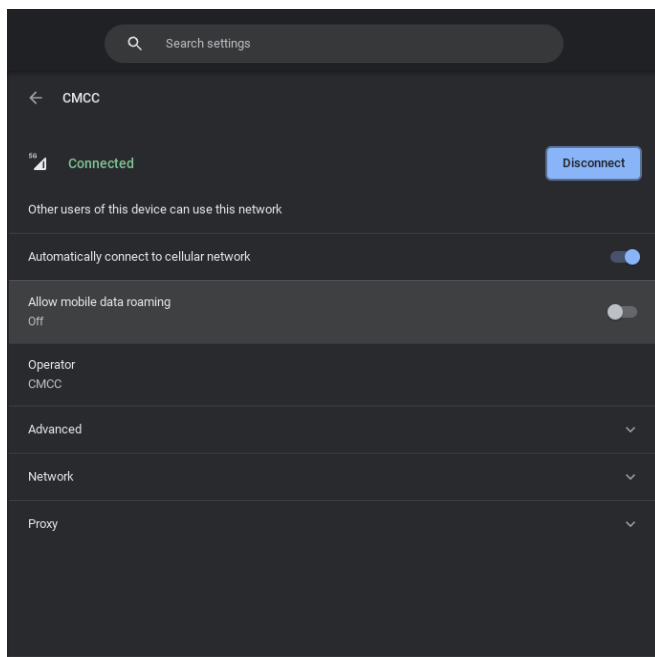 Search settings
CMCC
5G
Connected
Disconnect
Other users of this device can use this network
Automatically connect to cellular network
Allow mobile data roaming
Off
Operator
CMCC
Advanced
Network
Proxy